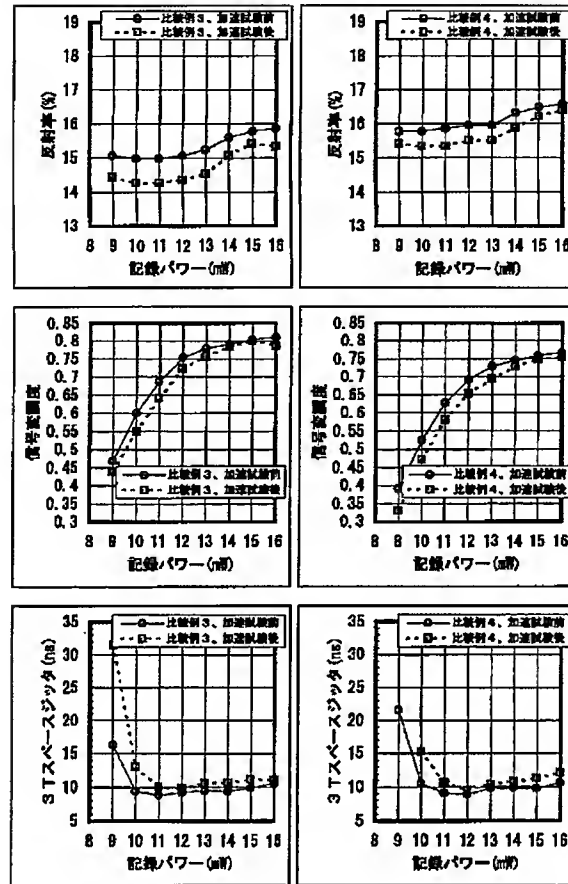 比較例3、加速試験前
比較例3、加速試験後
反射率(%)
19
18
17
16
15
14
13
8 9 10 11 12 13 14 15 16
記録パワー(mW)
比較例4、加速試験前
比較例4、加速試験後
反射率(%)
19
18
17
16
15
14
13
8 9 10 11 12 13 14 15 16
記録パワー(mW)
信号変調度
0.85
0.8
0.75
0.7
0.65
0.6
0.55
0.5
0.45
0.4
0.35
0.3
比較例3、加速試験前
比較例3、加速試験後
8 9 10 11 12 13 14 15 16
記録パワー(mW)
信号変調度
0.85
0.8
0.75
0.7
0.65
0.6
0.55
0.5
0.45
0.4
0.35
0.3
比較例4、加速試験前
比較例4、加速試験後
8 9 10 11 12 13 14 15 16
記録パワー(mW)
比較例3、加速試験前
比較例3、加速試験後
3Tスペースジッタ(ns)
35
30
25
20
15
10
5
8 9 10 11 12 13 14 15 16
記録パワー(mW)
比較例4、加速試験前
比較例4、加速試験後
3Tスペースジッタ(ns)
35
30
25
20
15
10
5
8 9 10 11 12 13 14 15 16
記録パワー(mW)